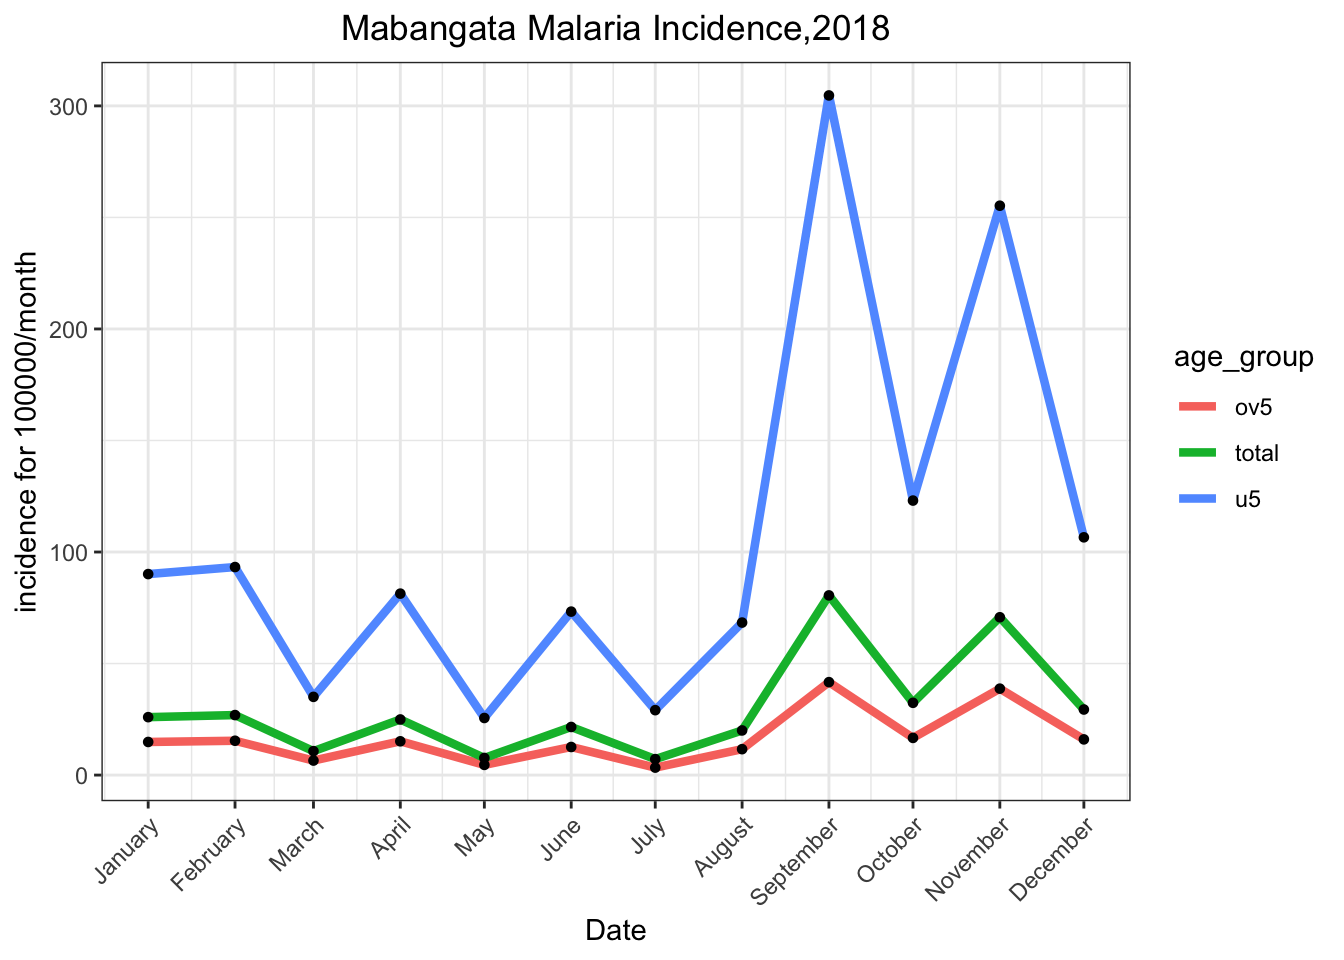 Mabangata Malaria Incidence,2018
incidence for 100000/month
300
200
100
0
January
February
March
April
May
June
July
August
September
October
November
December
Date
age_group
ov5
total
u5